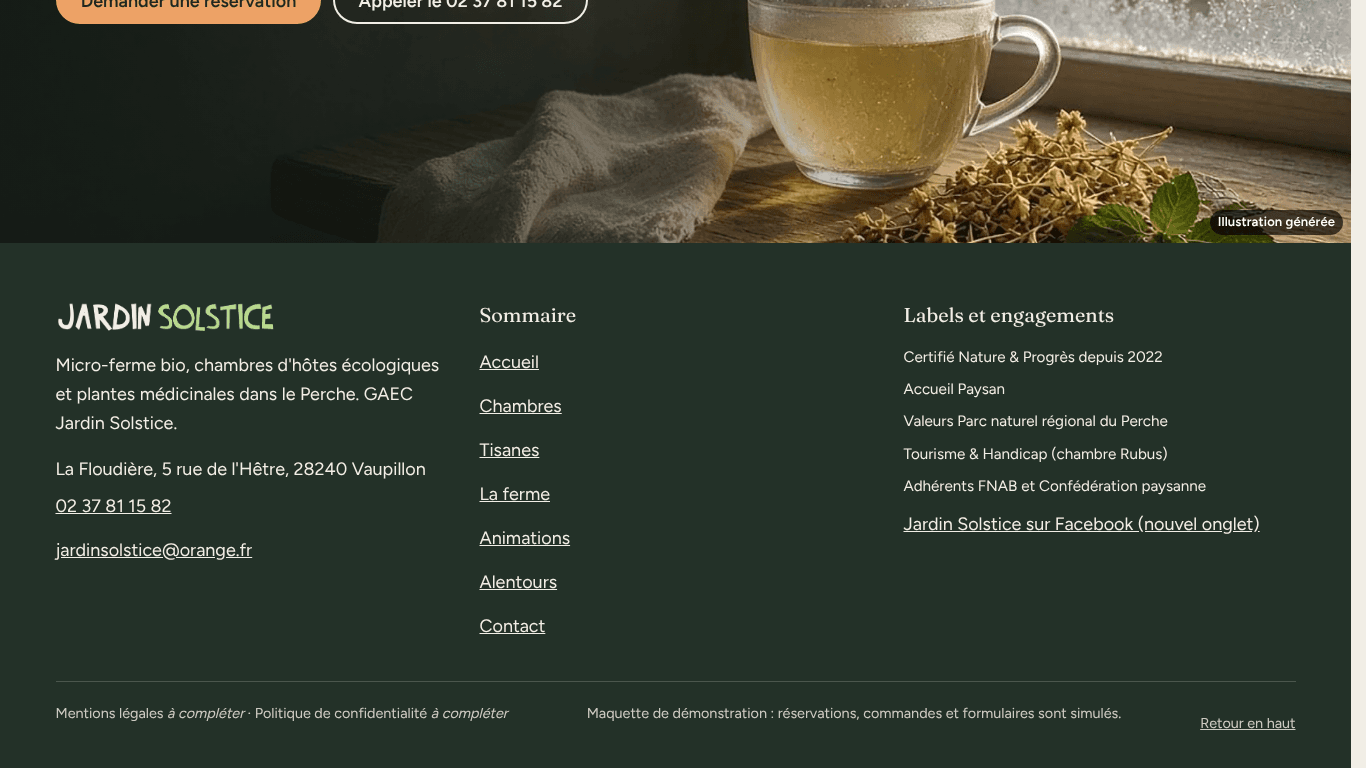 Demander une réservation
Appeler le 02 37 81 15 82
Illustration générée
JARDIN SOLSTICE
Micro-ferme bio, chambres d'hôtes écologiques
et plantes médicinales dans le Perche. GAEC
Jardin Solstice.
La Floudière, 5 rue de l'Hêtre, 28240 Vaupillon
02 37 81 15 82
jardinsolstice@orange.fr
Sommaire
Accueil
Chambres
Tisanes
La ferme
Animations
Alentours
Contact
Labels et engagements
Certifié Nature & Progrès depuis 2022
Accueil Paysan
Valeurs Parc naturel régional du Perche
Tourisme & Handicap (chambre Rubus)
Adhérents FNAB et Confédération paysanne
Jardin Solstice sur Facebook (nouvel onglet)
Mentions légales à compléter · Politique de confidentialité à compléter
Maquette de démonstration : réservations, commandes et formulaires sont simulés.
Retour en haut